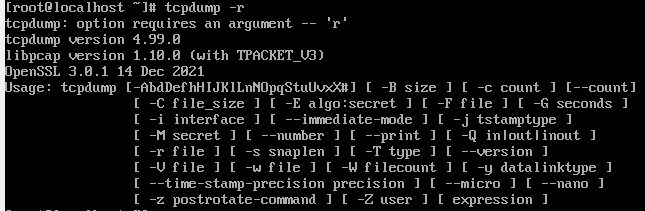 [root@localhost ~]# tcpdump -r
tcpdump: option requires an argument -- 'r'
tcpdump version 4.99.0
libpcap version 1.10.0 (with TPACKET_V3)
OpenSSL 3.0.1 14 Dec 2021
Usage: tcpdump [-AbdDefhHIJKlLnNOpqStuUvxX#] [ -B size ] [ -c count ] [--count]
[ -C file_size ] [ -E algo:secret ] [ -F file ] [ -G seconds ]
[ -i interface ] [ --immediate-mode ] [ -j tstamptype ]
[ -M secret ] [ --number ] [ --print ] [ -Q in|out|inout ]
[ -r file ] [ -s snaplen ] [ -T type ] [ --version ]
[ -V file ] [ -w file ] [ -W filecount ] [ -y datalinktype ]
[ --time-stamp-precision precision ] [ --micro ] [ --nano ]
[ -z postrotate-command ] [ -Z user ] [ expression ]